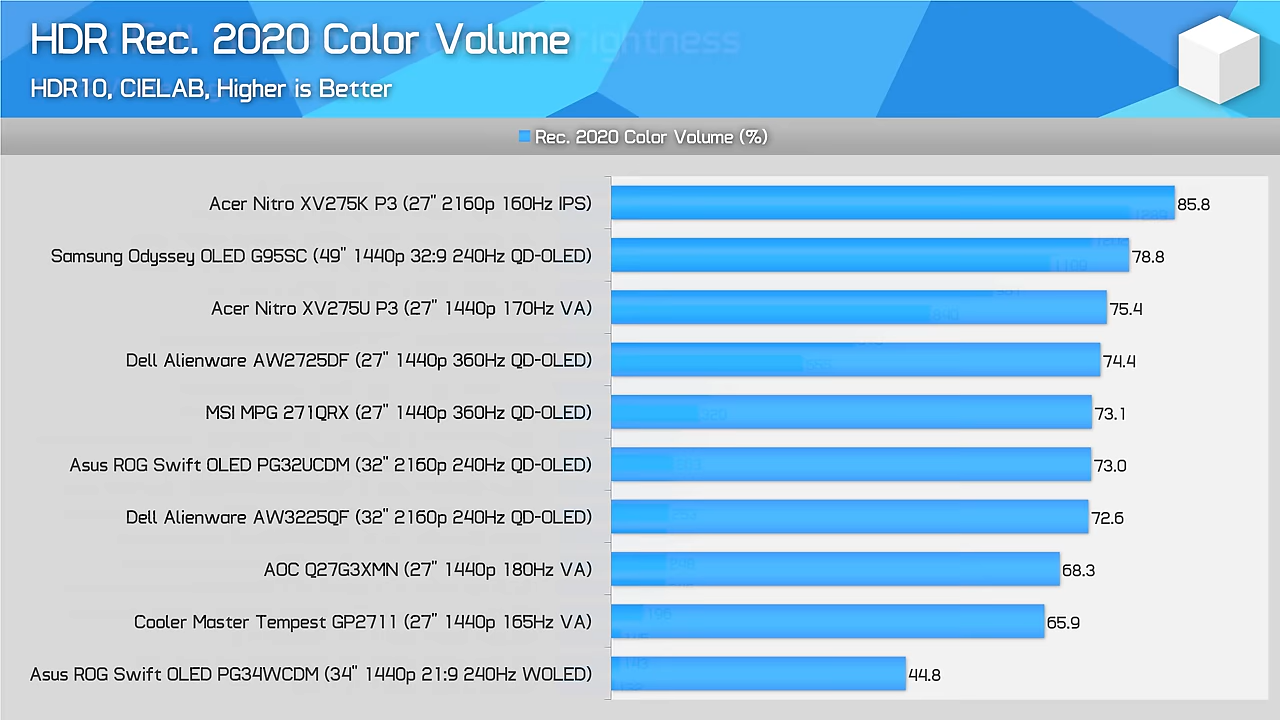 HDR Rec. 2020 Color Volume
HDR10, CIELAB, Higher is Better
Rec. 2020 Color Volume (%)
Acer Nitro XV275K P3 (27" 2160p 160Hz IPS) 85.8
Samsung Odyssey OLED G95SC (49" 1440p 32:9 240Hz QD-OLED) 78.8
Acer Nitro XV275U P3 (27" 1440p 170Hz VA) 75.4
Dell Alienware AW2725DF (27" 1440p 360Hz QD-OLED) 74.4
MSI MPG 271QRX (27" 1440p 360Hz QD-OLED) 73.1
Asus ROG Swift OLED PG32UCDM (32" 2160p 240Hz QD-OLED) 73.0
Dell Alienware AW3225QF (32" 2160p 240Hz QD-OLED) 72.6
AOC Q27G3XMN (27" 1440p 180Hz VA) 68.3
Cooler Master Tempest GP2711 (27" 1440p 165Hz VA) 65.9
Asus ROG Swift OLED PG34WCDM (34" 1440p 21:9 240Hz WOLED) 44.8